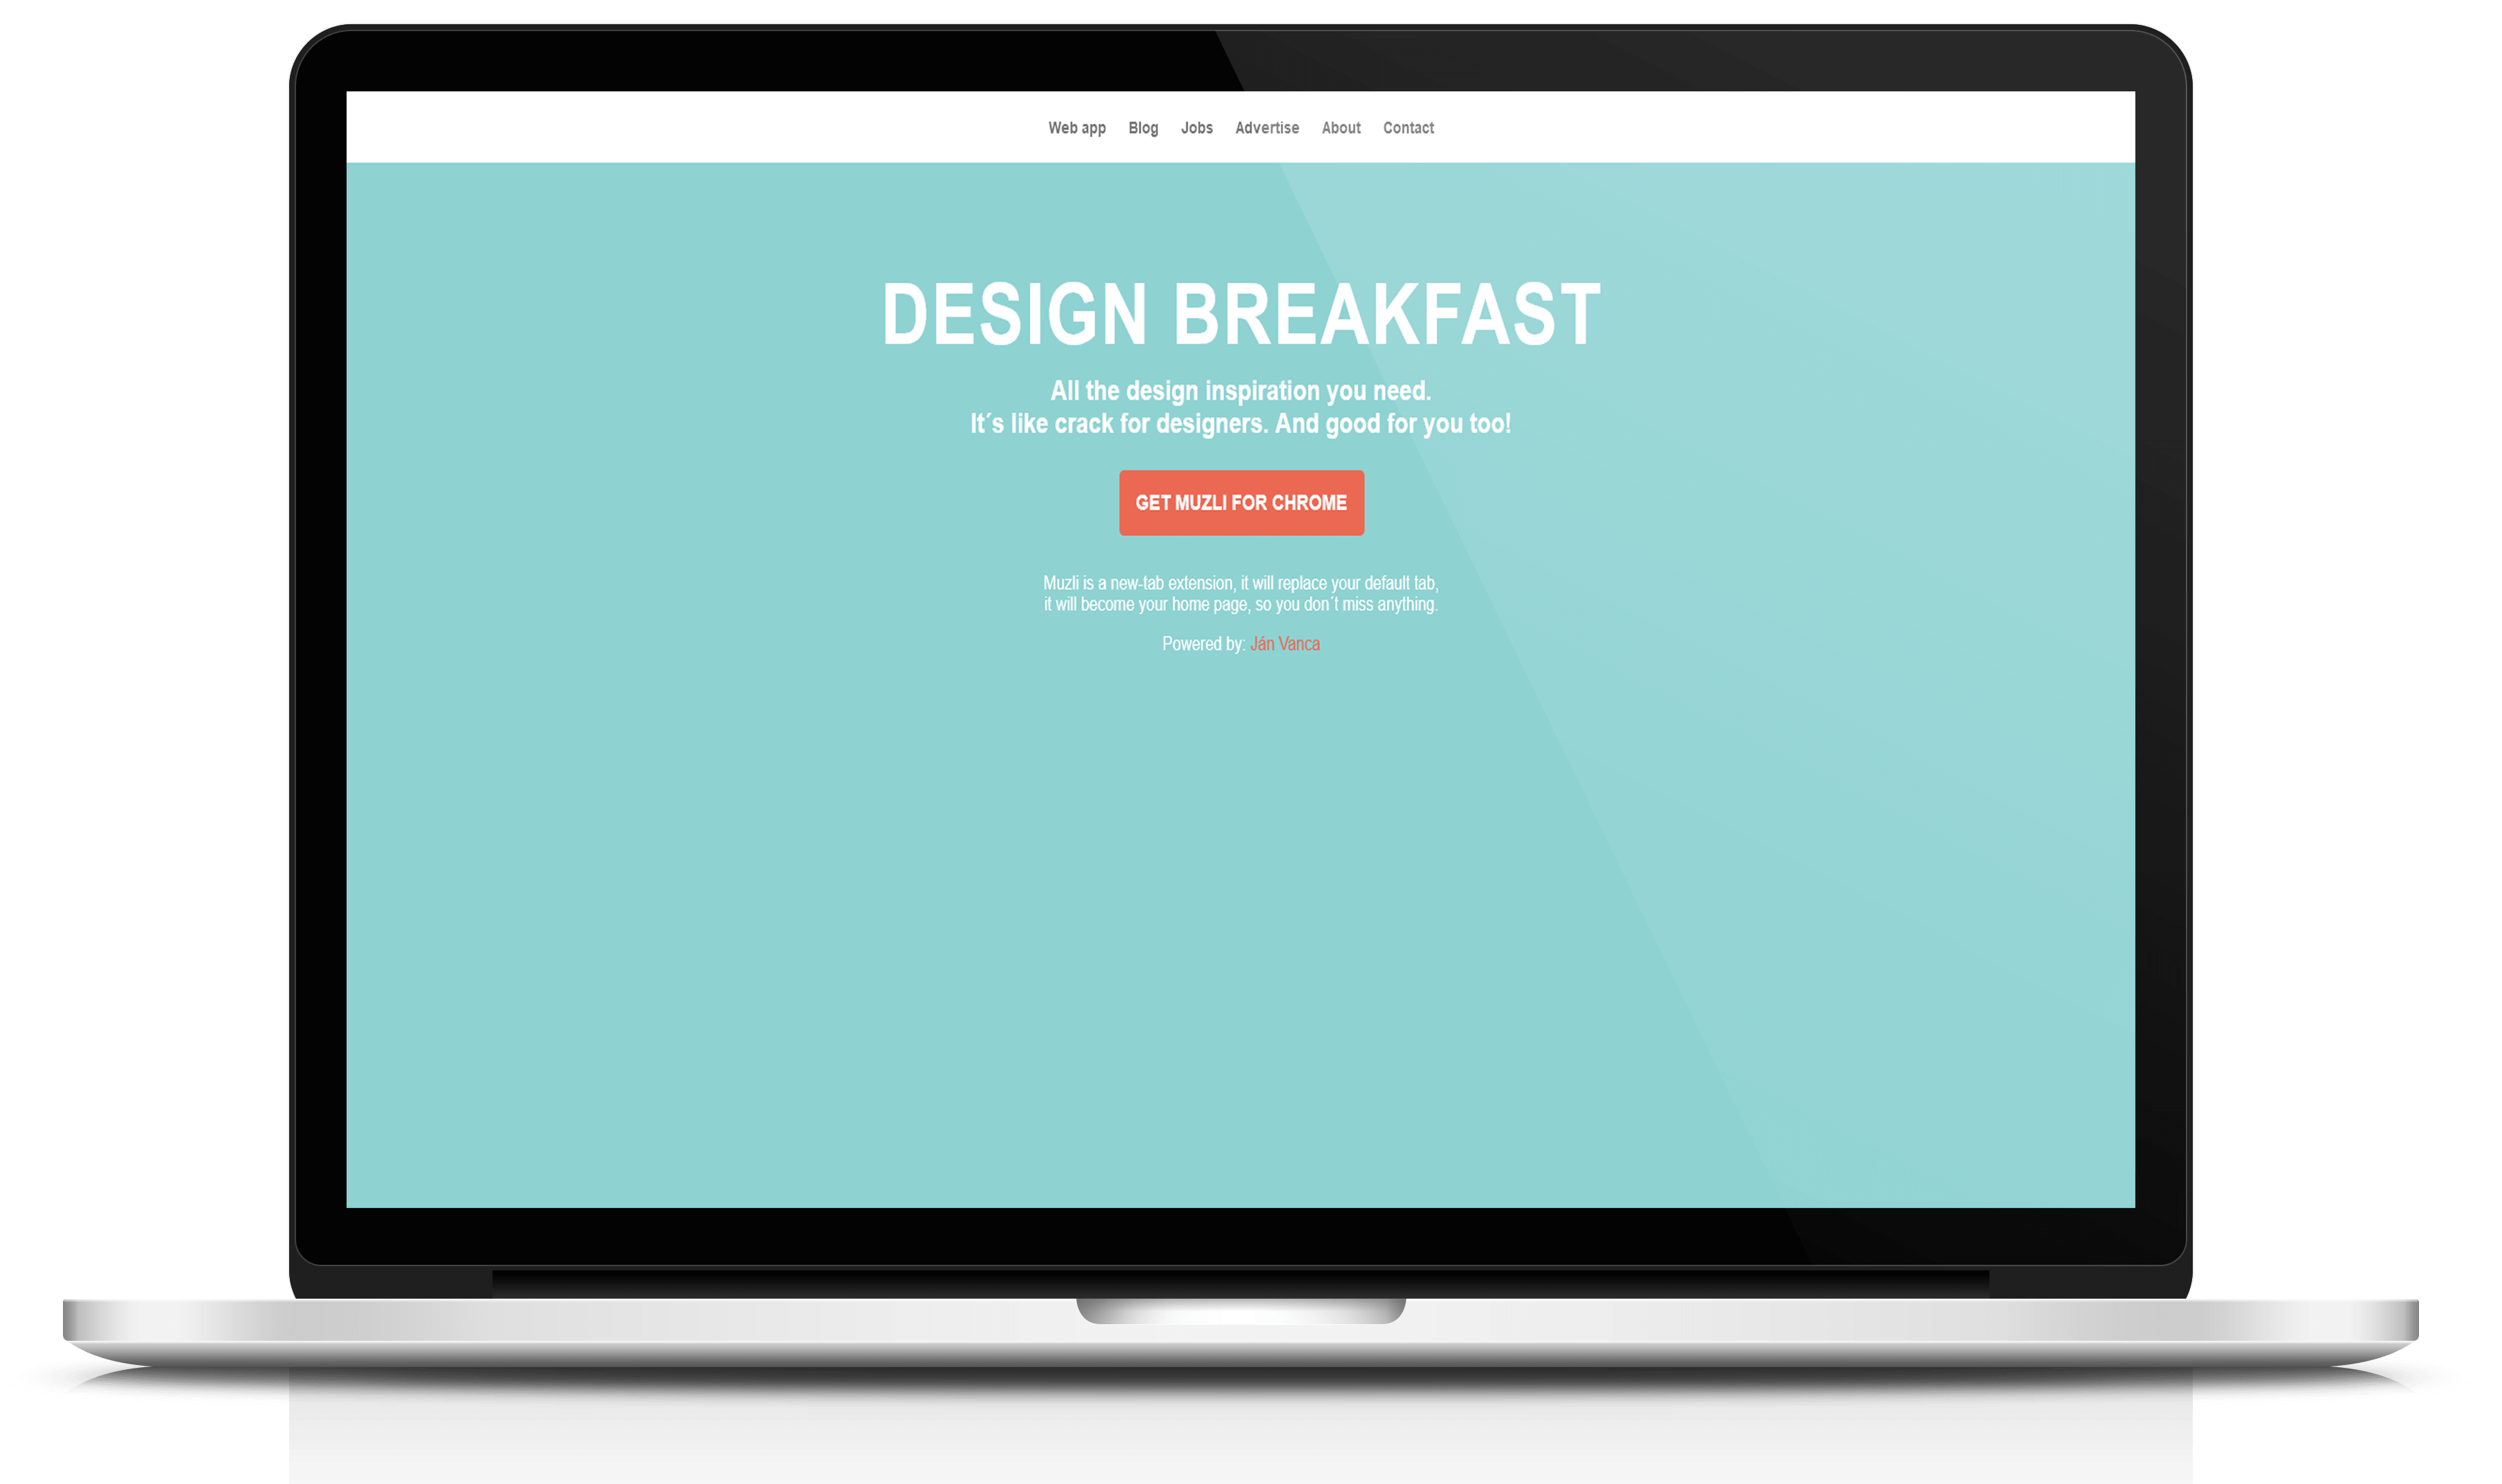 Web app Blog Jobs Advertise About Contact
DESIGN BREAKFAST
All the design inspiration you need.
It´s like crack for designers. And good for you too!
GET MUZLI FOR CHROME
Muzli is a new-tab extension, it will replace your default tab,
it will become your home page, so you don´t miss anything.
Powered by: Ján Vanca